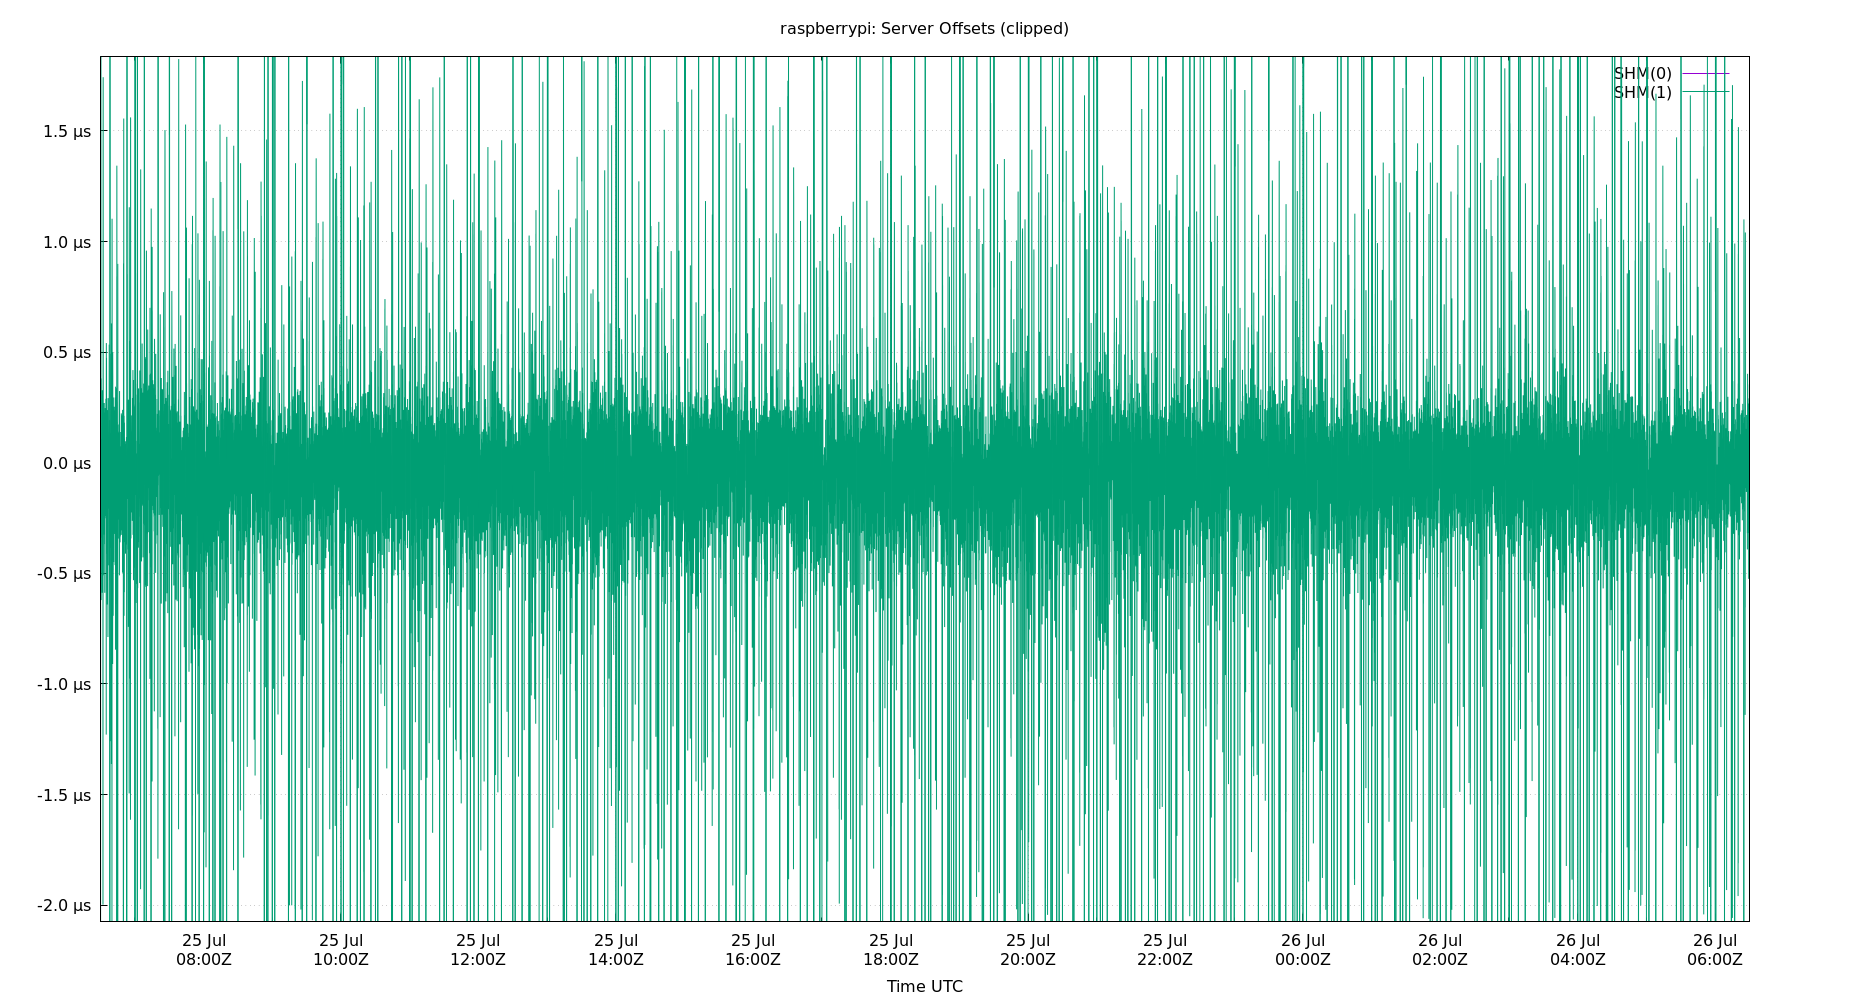 raspberrypi: Server Offsets (clipped)
SHM(0)
SHM(1)
1.5 µs
1.0 µs
0.5 µs
0.0 µs
-0.5 µs
-1.0 µs
-1.5 µs
-2.0 µs
25 Jul 25 Jul 25 Jul 25 Jul 25 Jul 25 Jul 25 Jul 25 Jul 26 Jul 26 Jul 26 Jul 26 Jul
08:00Z 10:00Z 12:00Z 14:00Z 16:00Z 18:00Z 20:00Z 22:00Z 00:00Z 02:00Z 04:00Z 06:00Z
Time UTC